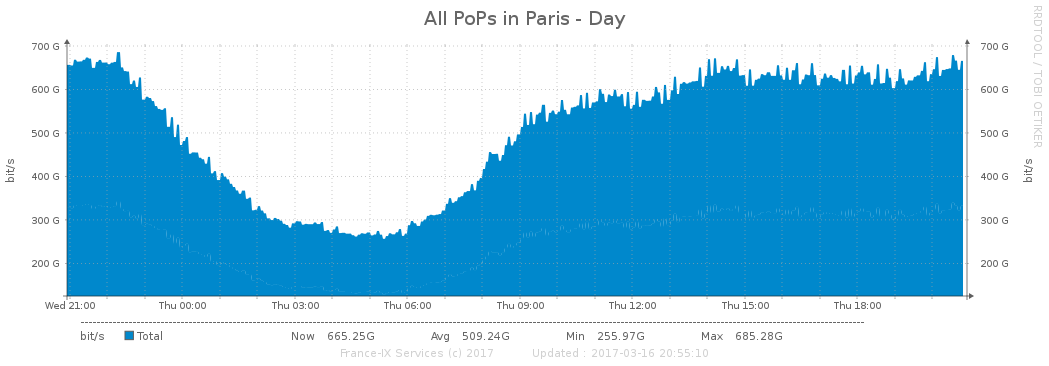 All PoPs in Paris - Day
RRDTOOL / TOBI OETIKER
700 G 700 G
600 G 600 G
500 G 500 G
400 G 400 G
300 G 300 G
200 G 200 G
bit/s
bit/s
Wed 21:00 Thu 00:00 Thu 03:00 Thu 06:00 Thu 09:00 Thu 12:00 Thu 15:00 Thu 18:00
bit/s Total Now 665.25G Avg 509.24G Min 255.97G Max 685.28G
France-IX Services (c) 2017 Updated : 2017-03-16 20:55:10